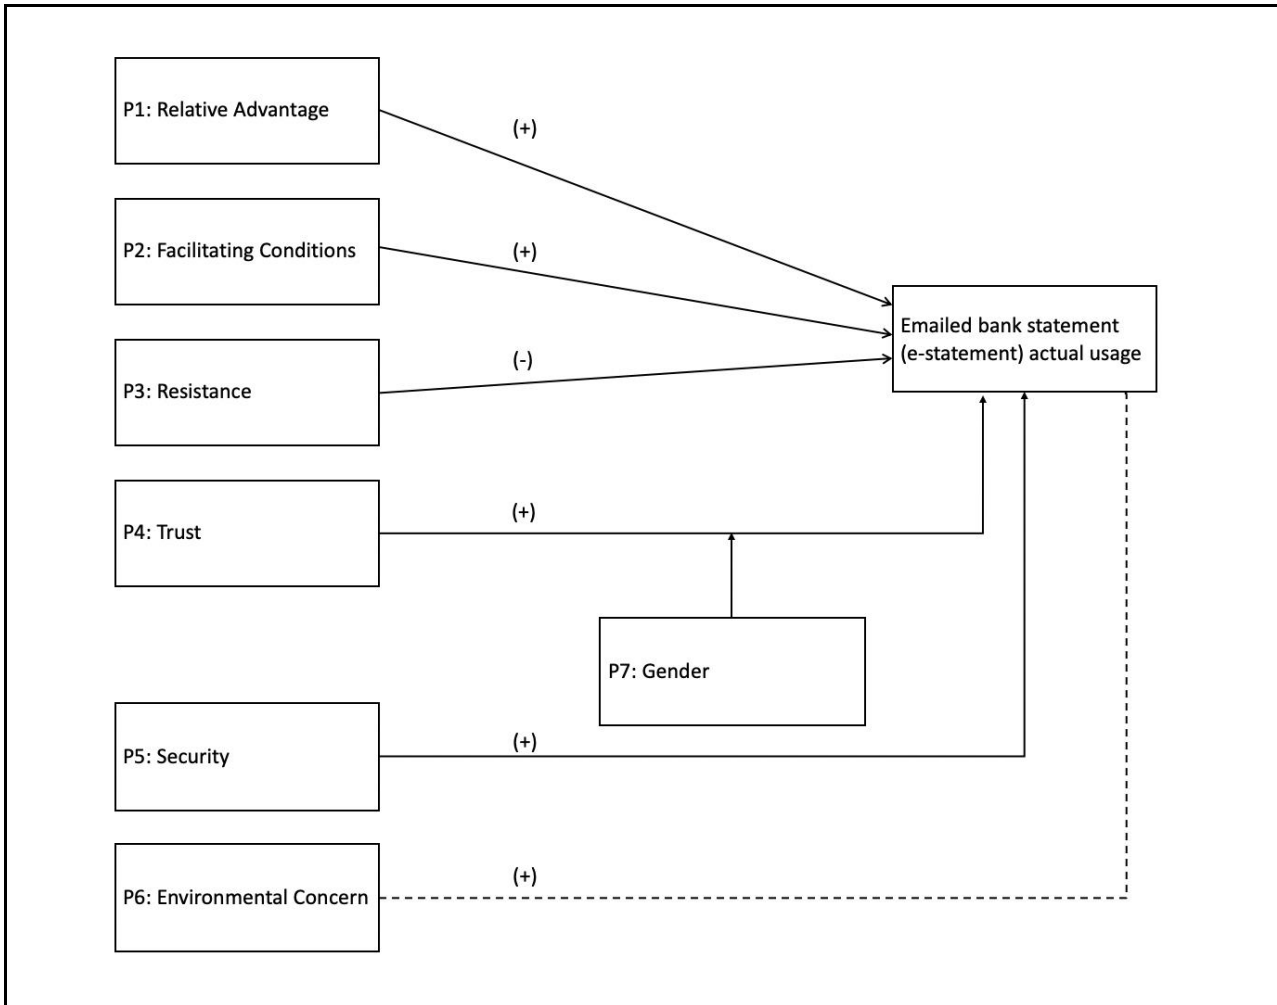 P1: Relative Advantage
(+)
P2: Facilitating Conditions
(+)
Emailed bank statement
(e-statement) actual usage
P3: Resistance
(-)
P4: Trust
(+)
P7: Gender
P5: Security
(+)
P6: Environmental Concern
(+)